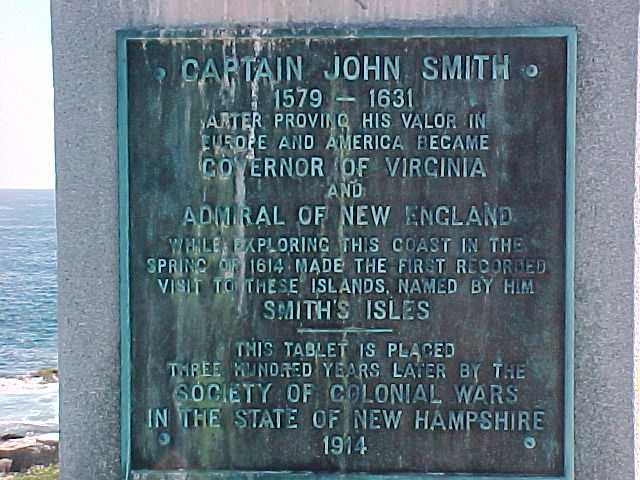 CAPTAIN JOHN SMITH
1579 — 1631
AFTER PROVING HIS VALOR IN
EUROPE AND AMERICA BECAME
GOVERNOR OF VIRGINIA
AND
ADMIRAL OF NEW ENGLAND
WHILE EXPLORING THIS COAST IN THE
SPRING OF 1614 MADE THE FIRST RECORDED
VISIT TO THESE ISLANDS, NAMED BY HIM
SMITH'S ISLES
THIS TABLET IS PLACED
THREE HUNDRED YEARS LATER BY THE
SOCIETY OF COLONIAL WARS
IN THE STATE OF NEW HAMPSHIRE
1914